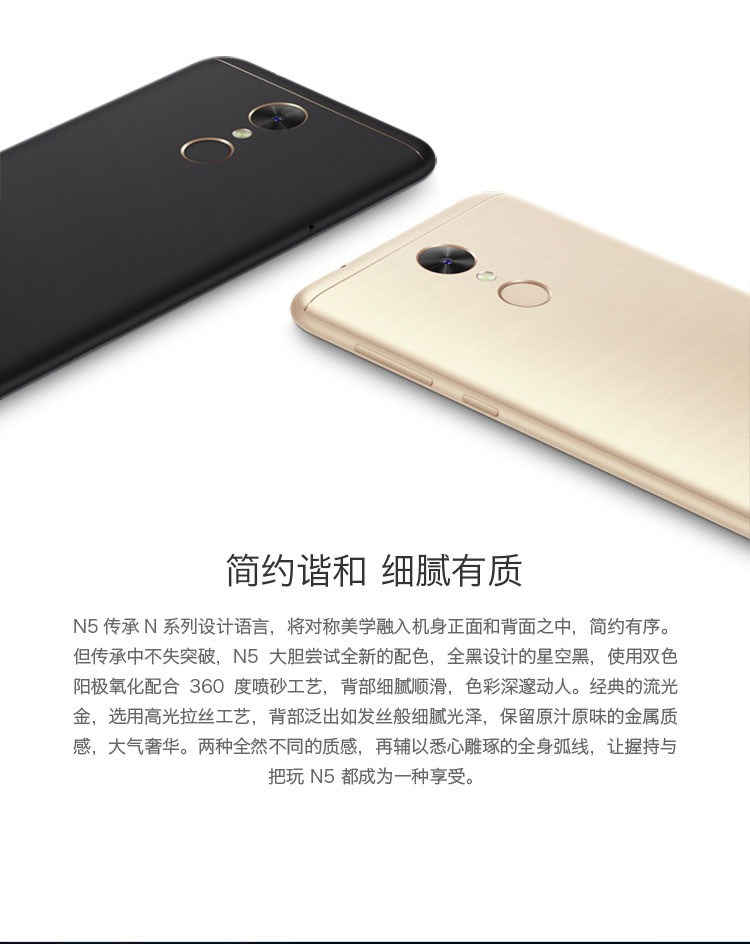 简约谐和 细腻有质
N5 传承 N 系列设计语言，将对称美学融入机身正面和背面之中，简约有序。
但传承中不失突破，N5 大胆尝试全新的配色，全黑设计的星空黑，使用双色
阳极氧化配合 360 度喷砂工艺，背部细腻顺滑，色彩深邃动人。经典的流光
金，选用高光拉丝工艺，背部泛出如发丝般细腻光泽，保留原汁原味的金属质
感，大气奢华。两种全然不同的质感，再辅以悉心雕琢的全身弧线，让握持与
把玩 N5 都成为一种享受。